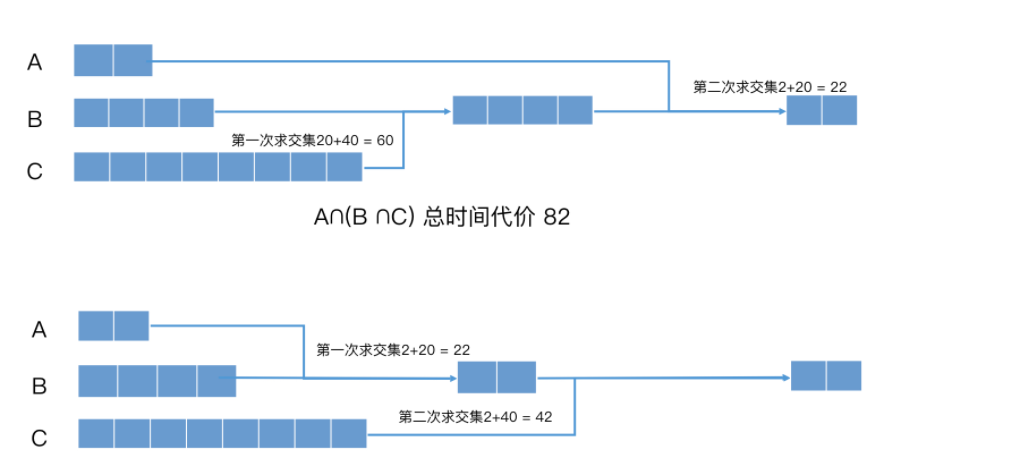 A
第二次求交集2+20 = 22
B
第一次求交集20+40 = 60
C
A∩(B ∩C) 总时间代价 82
A
第一次求交集2+20 = 22
B
第二次求交集2+40 = 42
C